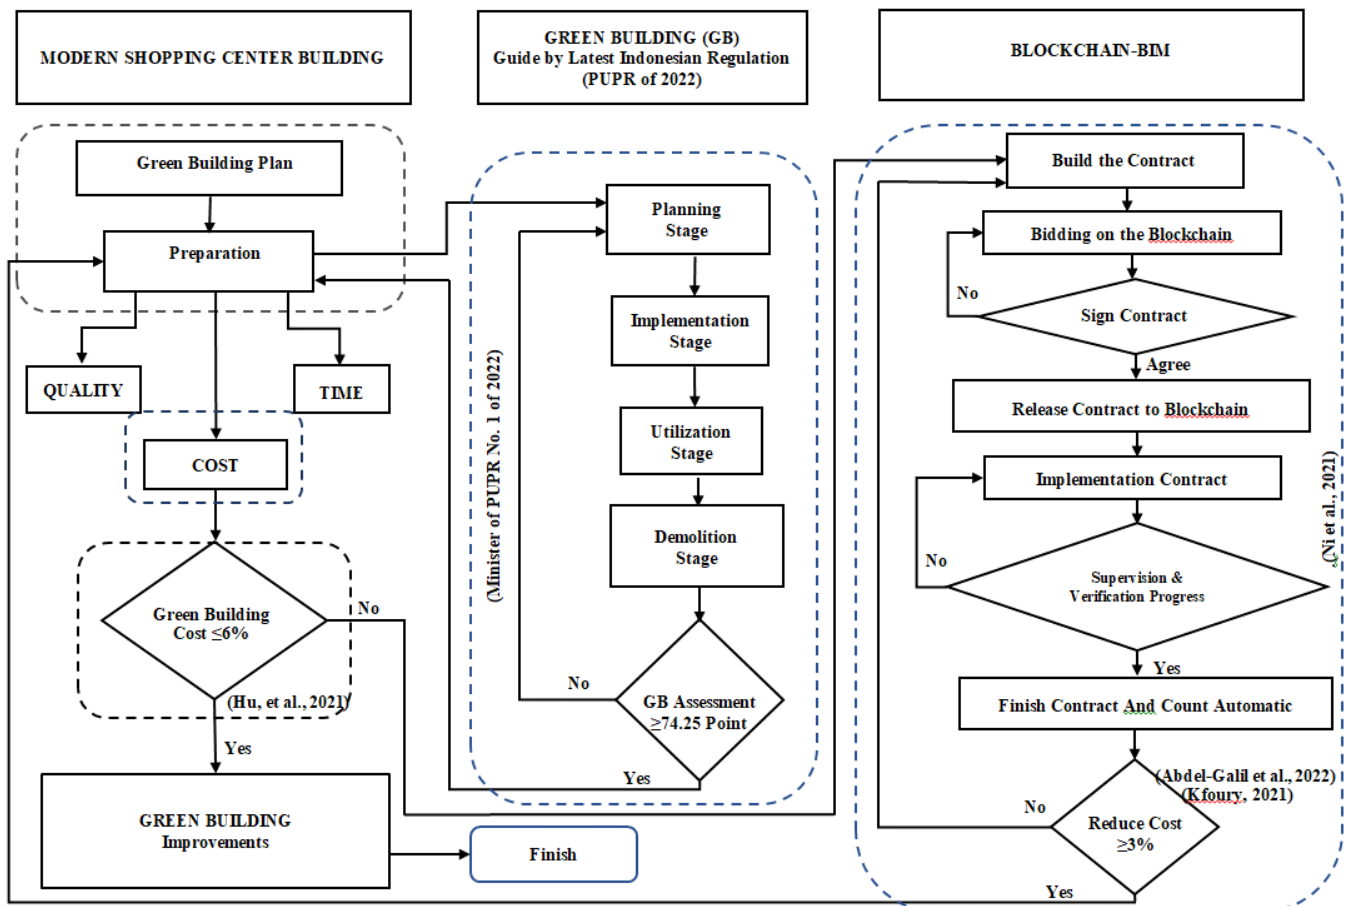 MODERN SHOPPING CENTER BUILDING
GREEN BUILDING (GB)
Guide by Latest Indonesian Regulation
(PUPR of 2022)
BLOCKCHAIN-BIM
Green Building Plan
Preparation
QUALITY
TIME
COST
Green Building
Cost ≤6%
No
(Hu, et al., 2021)
Yes
GREEN BUILDING
Improvements
Finish
Planning
Stage
Implementation
Stage
Utilization
Stage
Demolition
Stage
(Minister of PUPR No. 1 of 2022)
No
GB Assessment
≥74.25 Point
Yes
Build the Contract
Bidding on the Blockchain
No
Sign Contract
Agree
Release Contract to Blockchain
Implementation Contract
(Ni et al., 2021)
No
Supervision &
Verification Progress
Yes
Finish Contract And Count Automatic
(Abdel-Galil et al., 2022)
(Kfoury, 2021)
No
Reduce Cost
≥3%
Yes